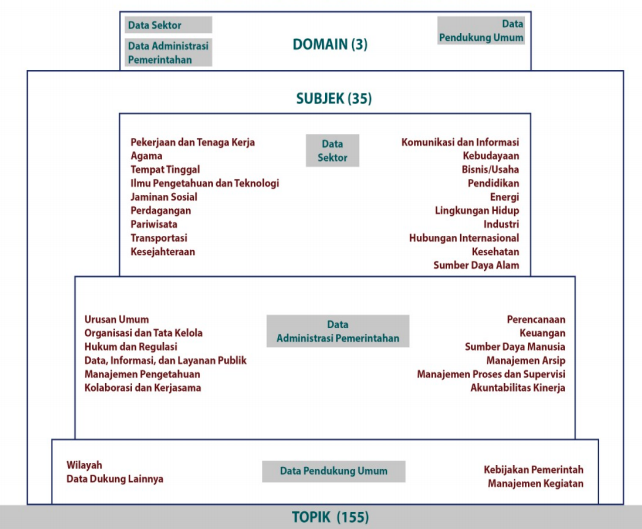 Data Sektor
Data Administrasi
Pemerintahan
DOMAIN (3)
Data
Pendukung Umum
SUBJEK (35)
Pekerjaan dan Tenaga Kerja
Agama
Tempat Tinggal
Ilmu Pengetahuan dan Teknologi
Jaminan Sosial
Perdagangan
Pariwisata
Transportasi
Kesejahteraan
Data
Sektor
Komunikasi dan Informasi
Kebudayaan
Bisnis/Usaha
Pendidikan
Energi
Lingkungan Hidup
Industri
Hubungan Internasional
Kesehatan
Sumber Daya Alam
Urusan Umum
Organisasi dan Tata Kelola
Hukum dan Regulasi
Data, Informasi, dan Layanan Publik
Manajemen Pengetahuan
Kolaborasi dan Kerjasama
Data
Administrasi Pemerintahan
Perencanaan
Keuangan
Sumber Daya Manusia
Manajemen Arsip
Manajemen Proses dan Supervisi
Akuntabilitas Kinerja
Wilayah
Data Dukung Lainnya
Data Pendukung Umum
Kebijakan Pemerintah
Manajemen Kegiatan
TOPIK (155)